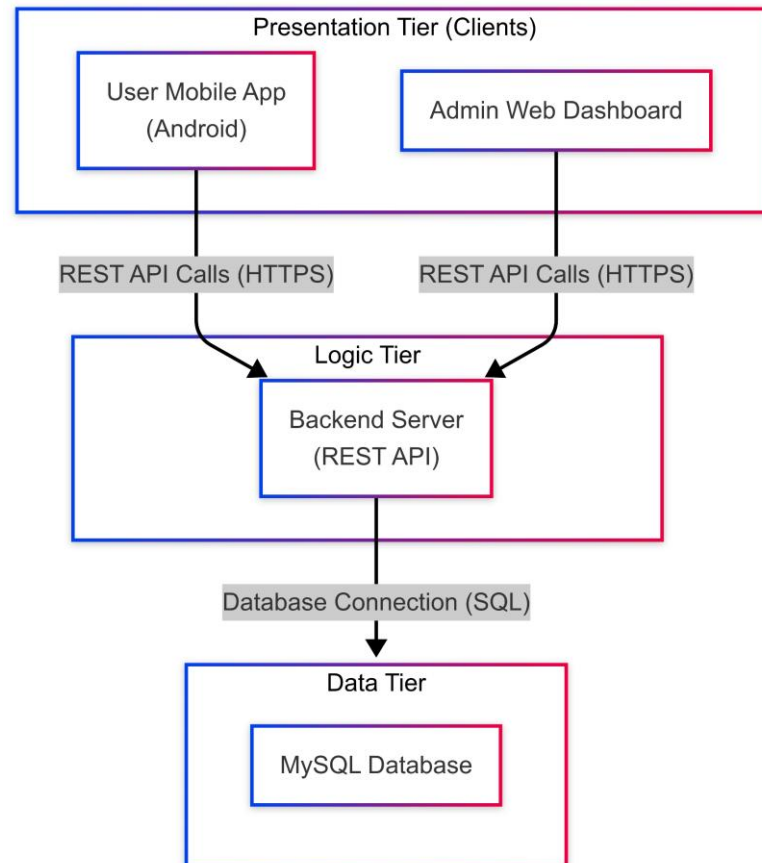 Presentation Tier (Clients)
User Mobile App
(Android)
Admin Web Dashboard
REST API Calls (HTTPS)
REST API Calls (HTTPS)
Logic Tier
Backend Server
(REST API)
Database Connection (SQL)
Data Tier
MySQL Database